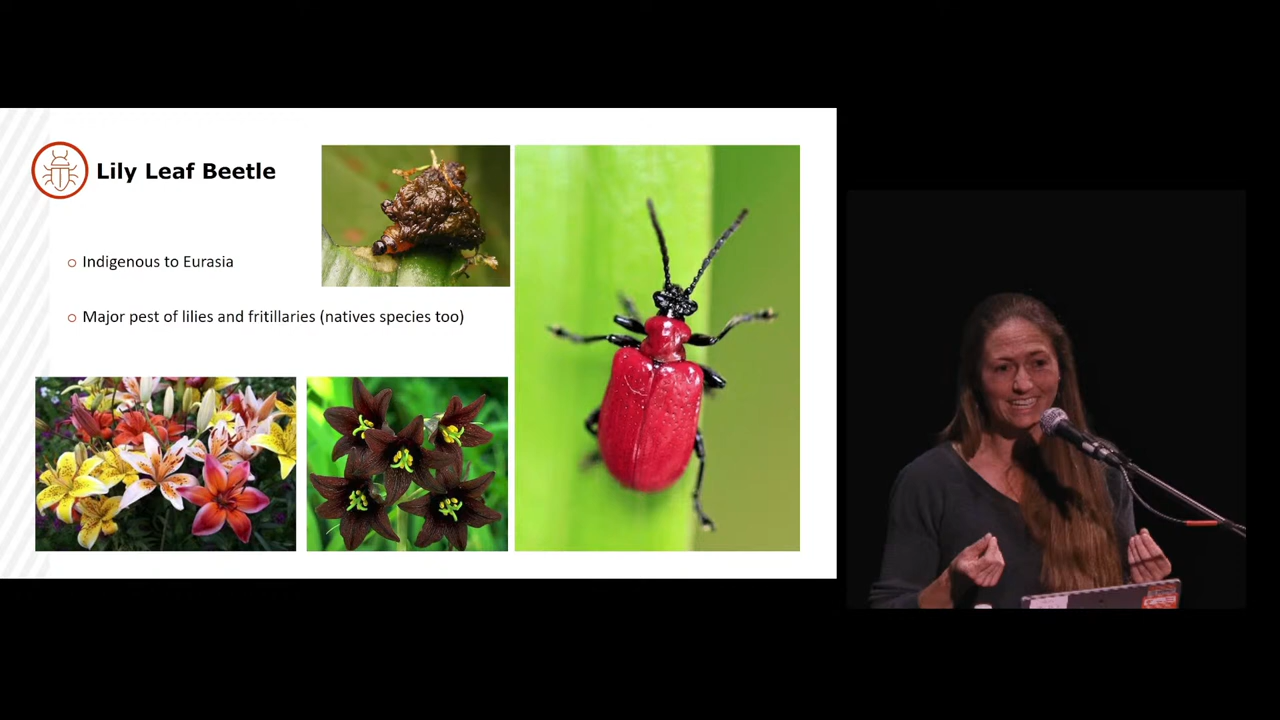 Lily Leaf Beetle
Indigenous to Eurasia
Major pest of lilies and fritillaries (natives species too)